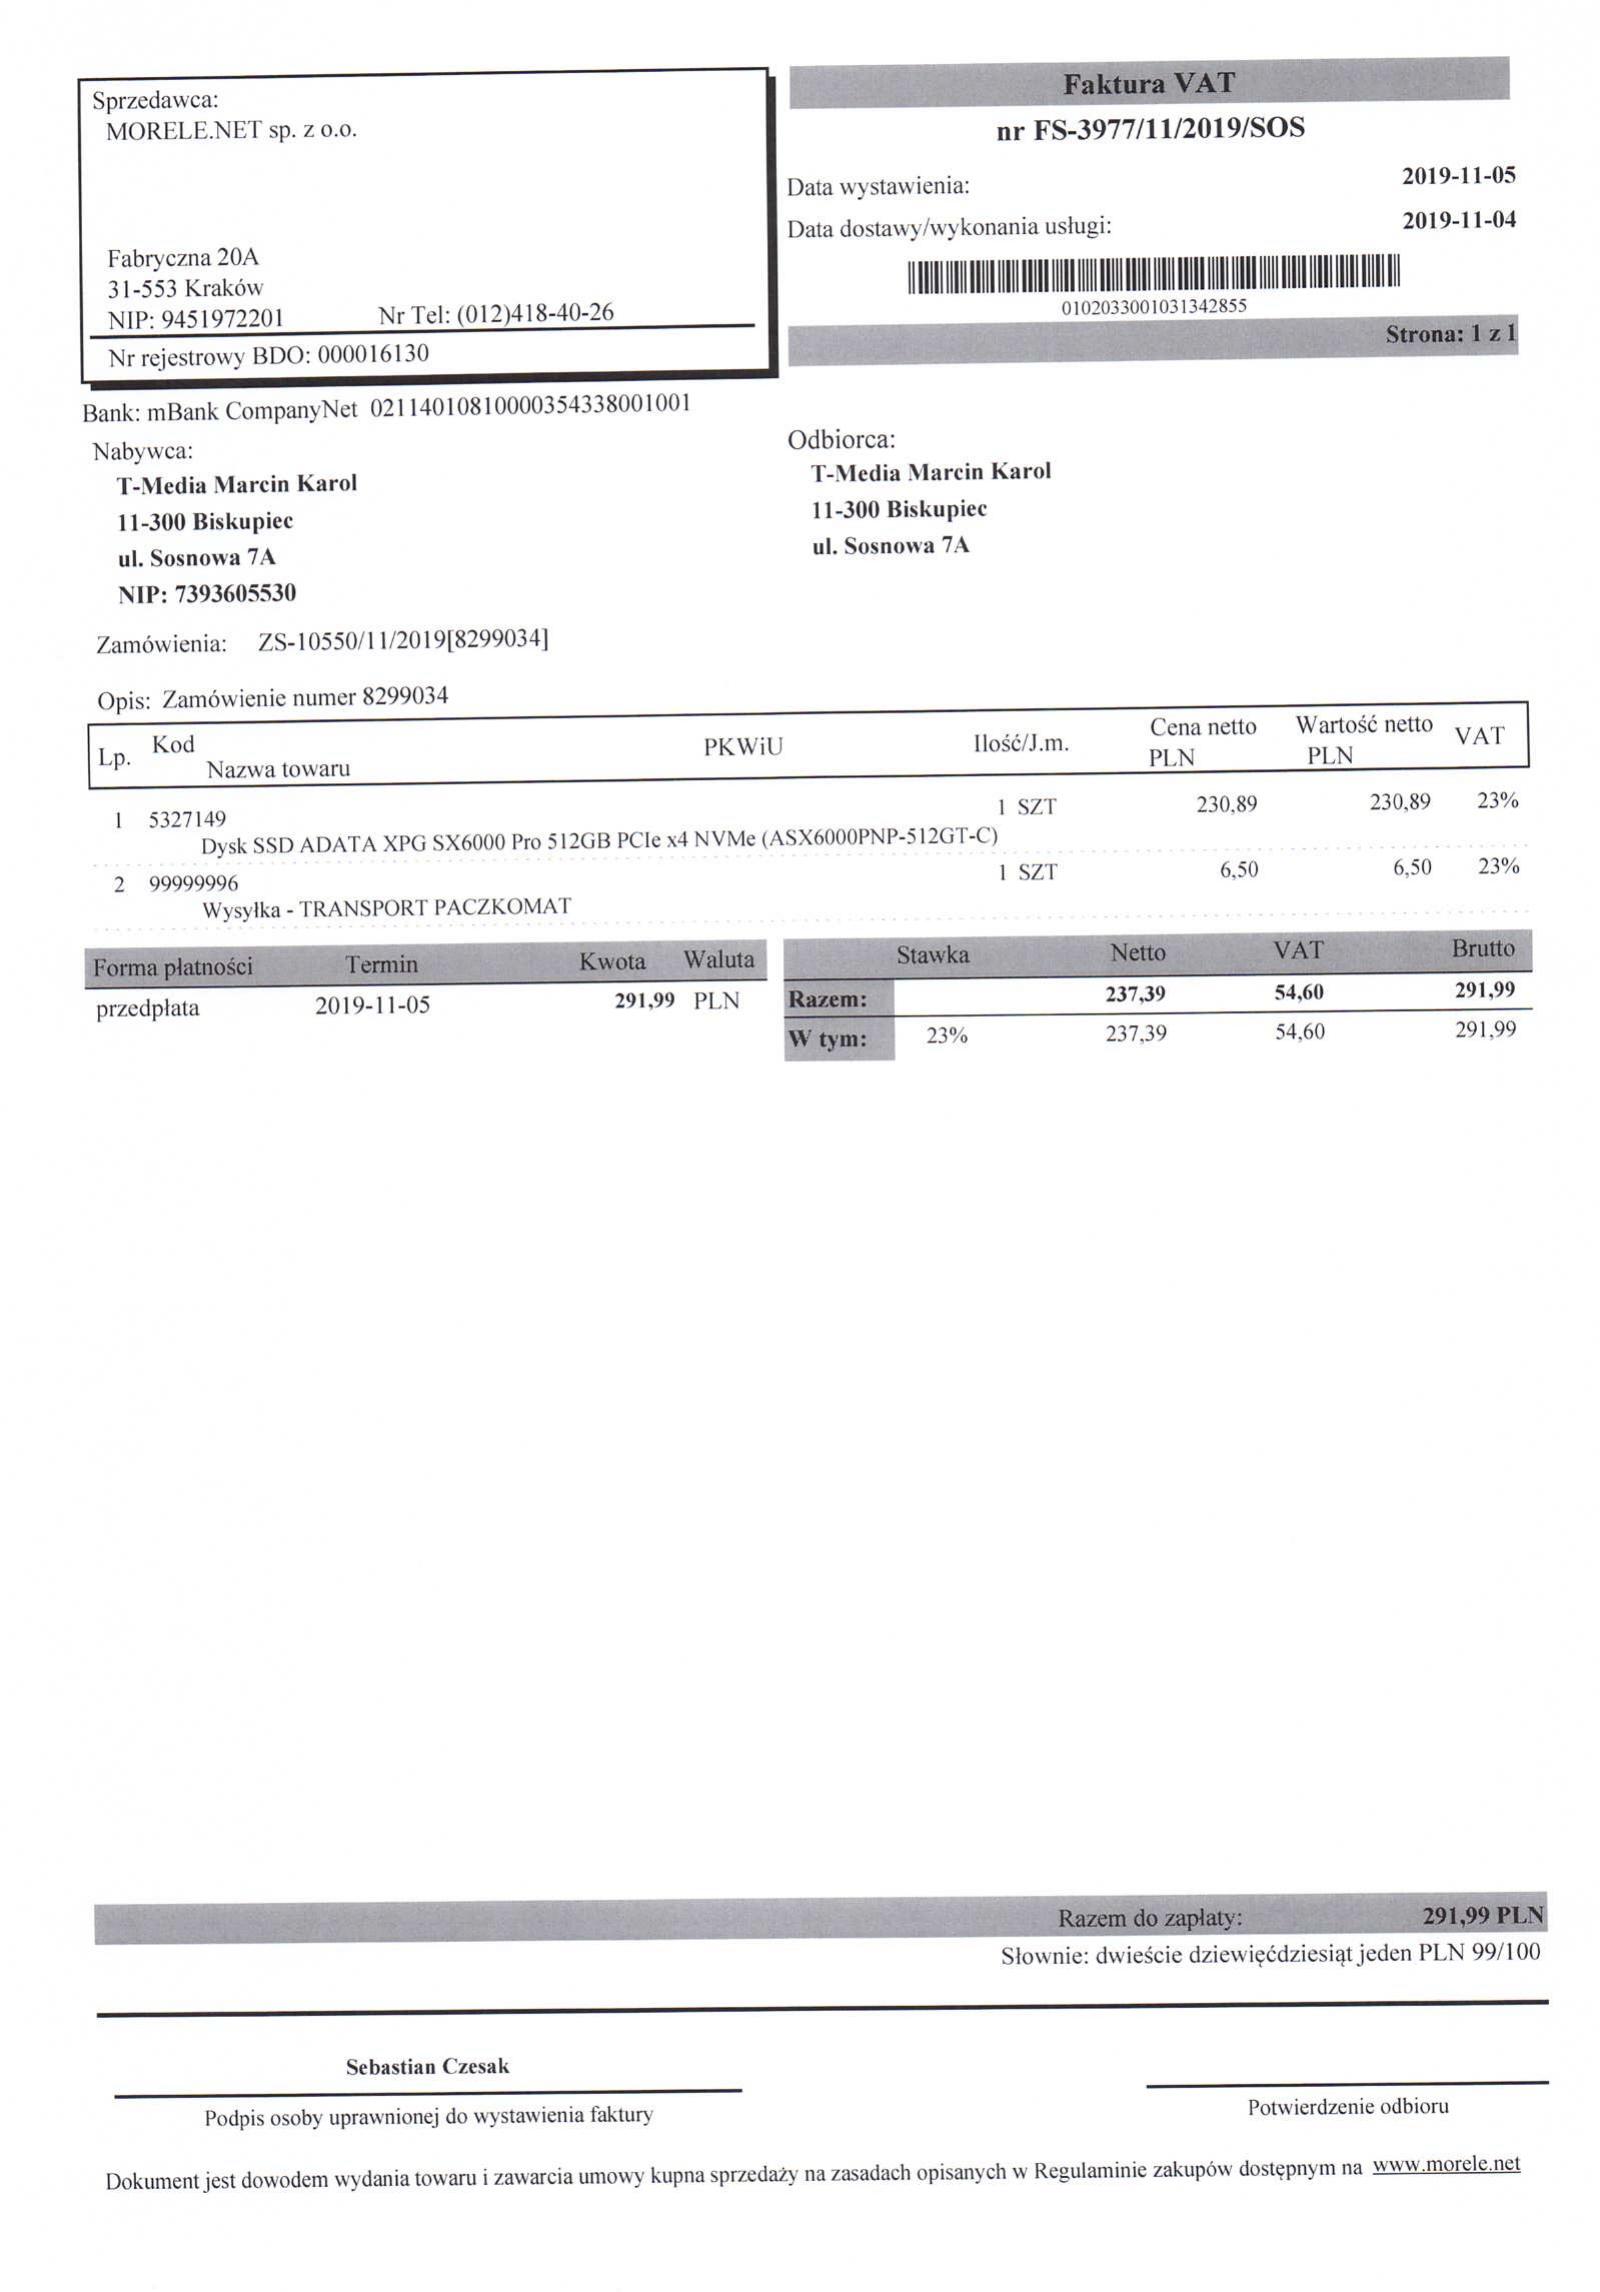 Sprzedawca:
MORELE.NET sp. z o.o.
Fabryczna 20A
31-553 Kraków
NIP: 9451972201 Nr Tel: (012)418-40-26
Nr rejestrowy BDO: 000016130
Faktura VAT
nr FS-3977/11/2019/SOS
Data wystawienia: 2019-11-05
Data dostawy/wykonania usługi: 2019-11-04
0102033001031342855
Strona: 1 z 1
Bank: mBank CompanyNet 02114010810000354338001001
Nabywca:
T-Media Marcin Karol
11-300 Biskupiec
ul. Sosnowa 7A
NIP: 7393605530
Odbiorca:
T-Media Marcin Karol
11-300 Biskupiec
ul. Sosnowa 7A
Zamówienia: ZS-10550/11/2019[8299034]
Opis: Zamówienie numer 8299034
Lp. Kod PKWiU Ilość/J.m. Cena netto Wartość netto VAT
Nazwa towaru PLN PLN
1 5327149 1 SZT 230,89 230,89 23%
Dysk SSD ADATA XPG SX6000 Pro 512GB PCIe x4 NVMe (ASX6000PNP-512GT-C)
2 99999996 1 SZT 6,50 6,50 23%
Wysyłka - TRANSPORT PACZKOMAT
Forma płatności Termin Kwota Waluta
przedpłata 2019-11-05 291,99 PLN
Stawka Netto VAT Brutto
Razem: 237,39 54,60 291,99
W tym: 23% 237,39 54,60 291,99
Razem do zapłaty: 291,99 PLN
Słownie: dwieście dziewięćdziesiąt jeden PLN 99/100
Sebastian Czesak
Podpis osoby uprawnionej do wystawienia faktury
Potwierdzenie odbioru
Dokument jest dowodem wydania towaru i zawarcia umowy kupna sprzedaży na zasadach opisanych w Regulaminie zakupów dostępnym na www.morele.net